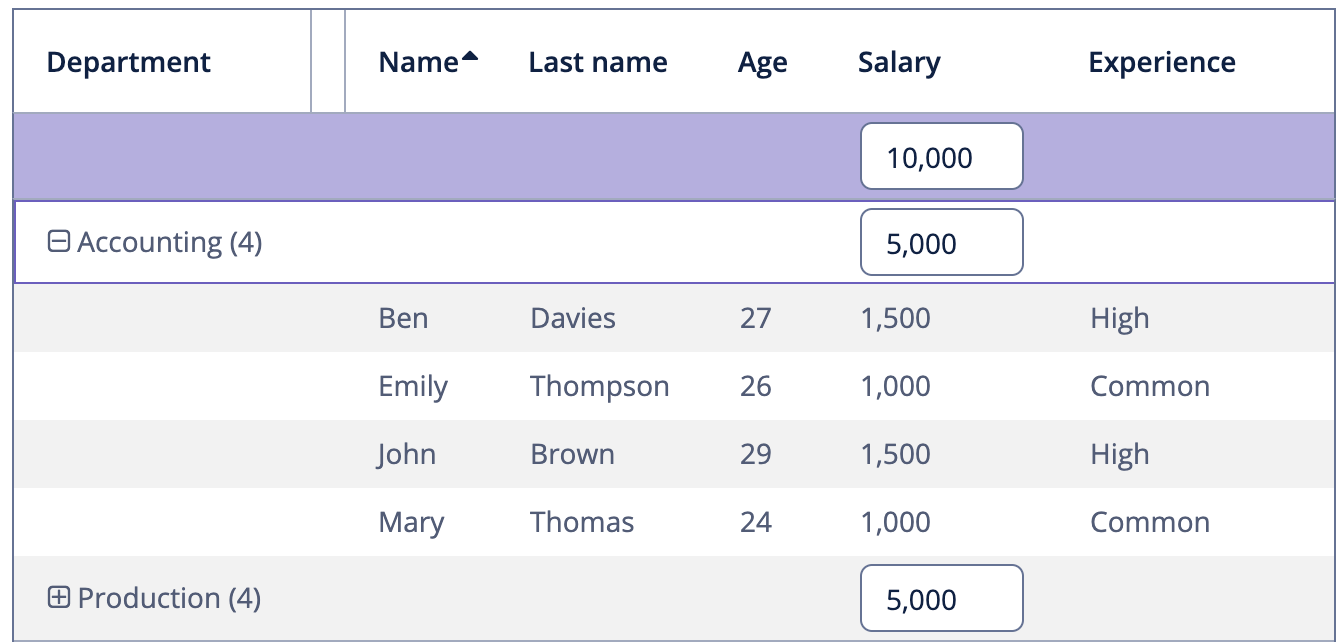 Department Name Last name Age Salary Experience
10,000
Accounting (4) 5,000
Ben Davies 27 1,500 High
Emily Thompson 26 1,000 Common
John Brown 29 1,500 High
Mary Thomas 24 1,000 Common
Production (4) 5,000